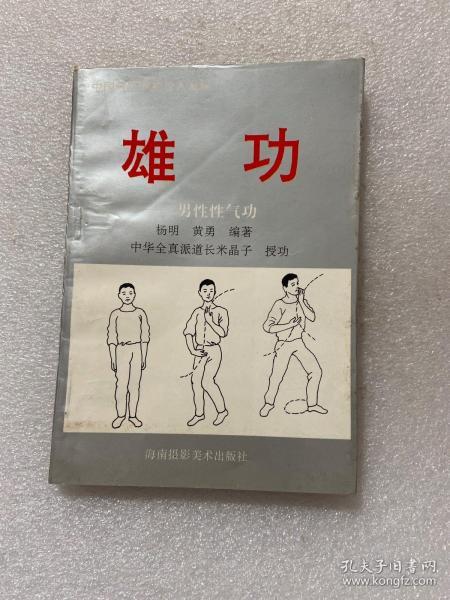 雄 功
男性性气功
杨明 黄勇 编著
中华全真派道长米晶子 授功
海南摄影美术出版社
孔夫子旧书网
www.kongfz.com